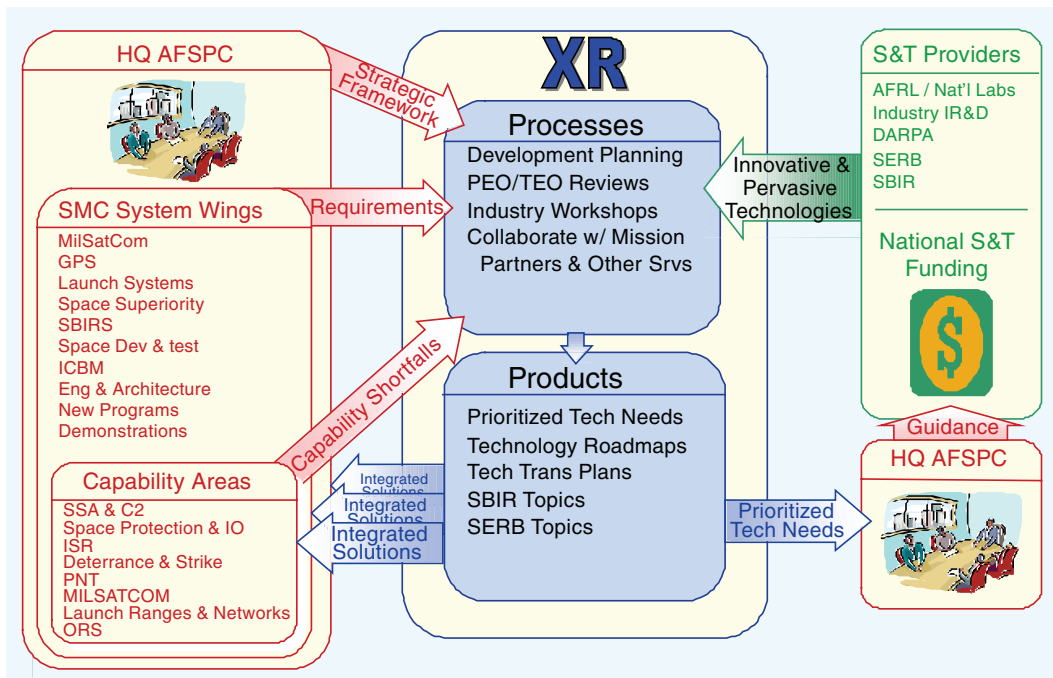 HQ AFSPC
SMC System Wings
MilSatCom
GPS
Launch Systems
Space Superiority
SBIRS
Space Dev & test
ICBM
Eng & Architecture
New Programs
Demonstrations
Capability Areas
SSA & C2
Space Protection & IO
ISR
Deterrance & Strike
PNT
MILSATCOM
Launch Ranges & Networks
ORS
Strategic
Framework
Requirements
Capability Shortfalls
XR
Processes
Development Planning
PEO/TEO Reviews
Industry Workshops
Collaborate w/ Mission
Partners & Other Srvs
Products
Prioritized Tech Needs
Technology Roadmaps
Tech Trans Plans
SBIR Topics
SERB Topics
Integrated
Solutions
Integrated
Solutions
Integrated
Solutions
Innovative &
Pervasive
Technologies
Prioritized
Tech Needs
S&T Providers
AFRL / Nat'l Labs
Industry IR&D
DARPA
SERB
SBIR
National S&T
Funding
$
Guidance
HQ AFSPC